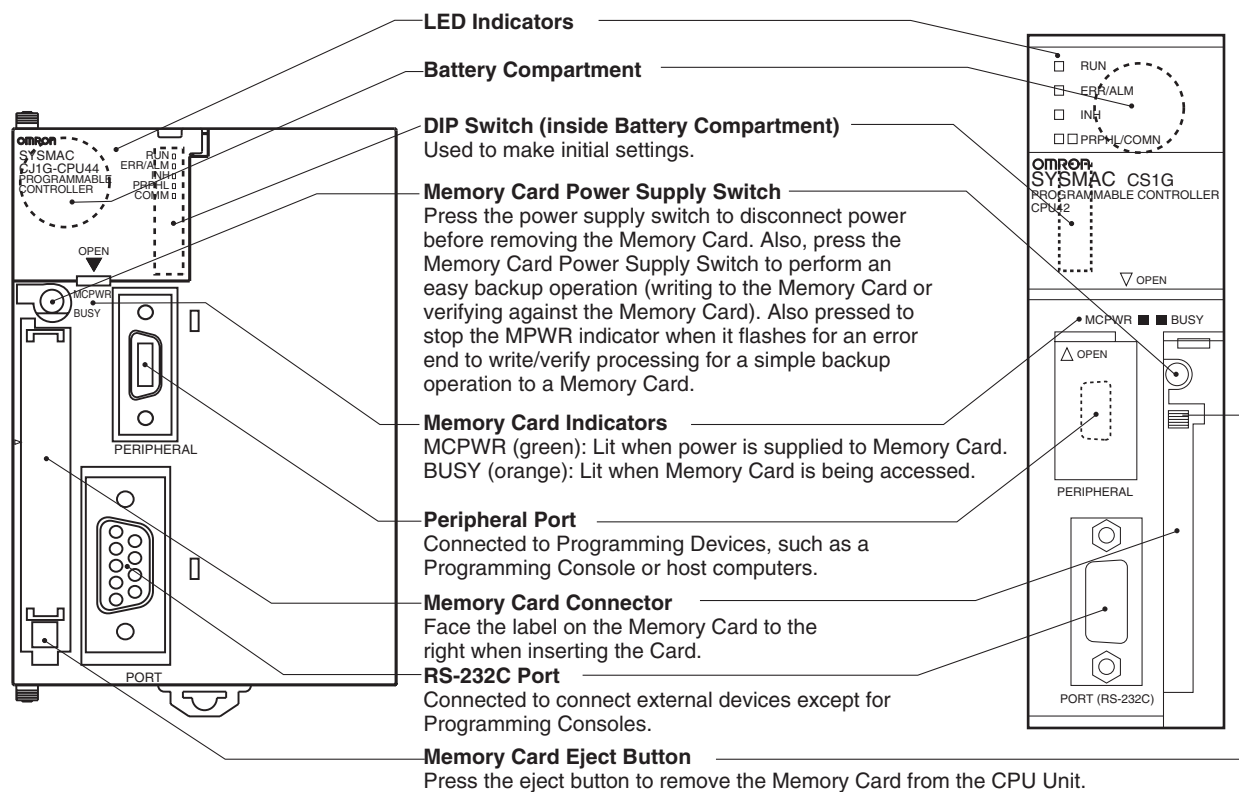 LED Indicators
Battery Compartment
DIP Switch (inside Battery Compartment)
Used to make initial settings.
Memory Card Power Supply Switch
Press the power supply switch to disconnect power
before removing the Memory Card. Also, press the
Memory Card Power Supply Switch to perform an
easy backup operation (writing to the Memory Card or
verifying against the Memory Card). Also pressed to
stop the MPWR indicator when it flashes for an error
end to write/verify processing for a simple backup
operation to a Memory Card.
Memory Card Indicators
MCPWR (green): Lit when power is supplied to Memory Card.
BUSY (orange): Lit when Memory Card is being accessed.
Peripheral Port
Connected to Programming Devices, such as a
Programming Console or host computers.
Memory Card Connector
Face the label on the Memory Card to the
right when inserting the Card.
RS-232C Port
Connected to connect external devices except for
Programming Consoles.
Memory Card Eject Button
Press the eject button to remove the Memory Card from the CPU Unit.
OMRON
SYSMAC
CJ1G-CPU44
PROGRAMMABLE
CONTROLLER
RUN
ERR/ALM
INH
PRPHL
COMM
OPEN
MCPWR
BUSY
PERIPHERAL
PORT
RUN
ERR/ALM
INH
PRPHL/COMN
OMRON
SYSMAC CS1G
PROGRAMMABLE CONTROLLER
CPU42
OPEN
MCPWR BUSY
OPEN
PERIPHERAL
PORT (RS-232C)